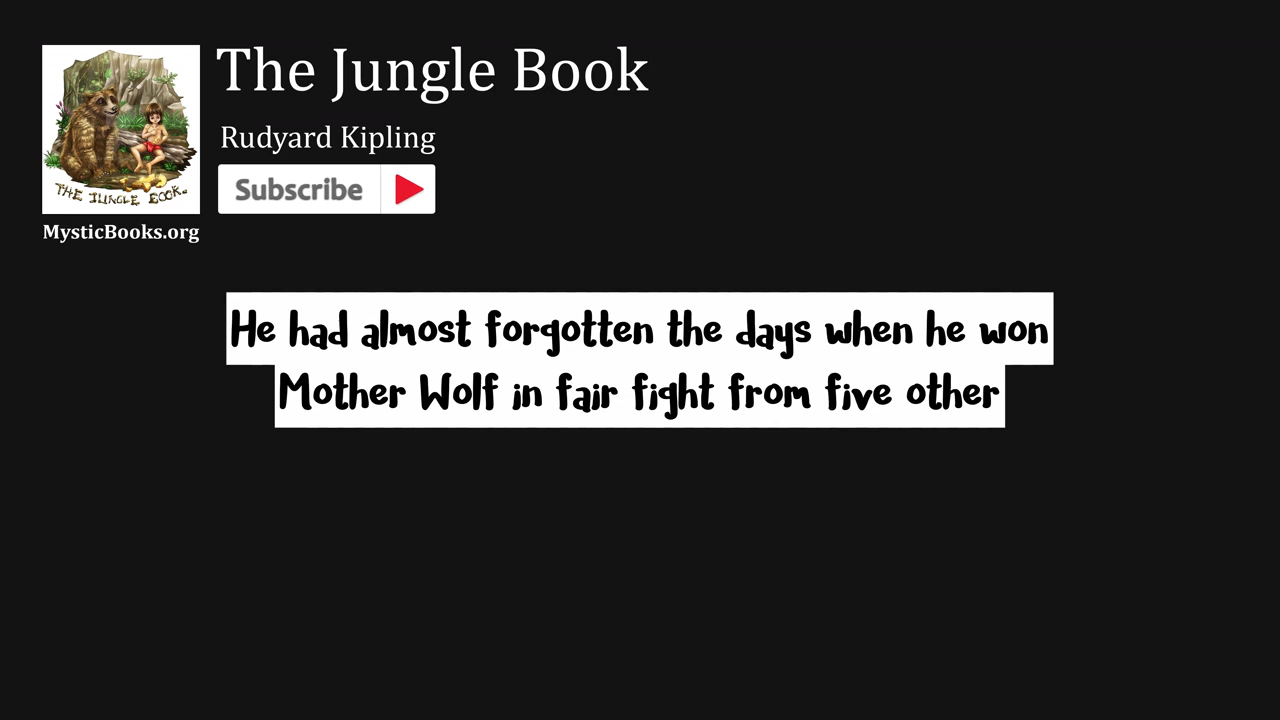 The Jungle Book
Rudyard Kipling
Subscribe
THE JUNGLE BOOK.
MysticBooks.org
He had almost forgotten the days when he won
Mother Wolf in fair fight from five other